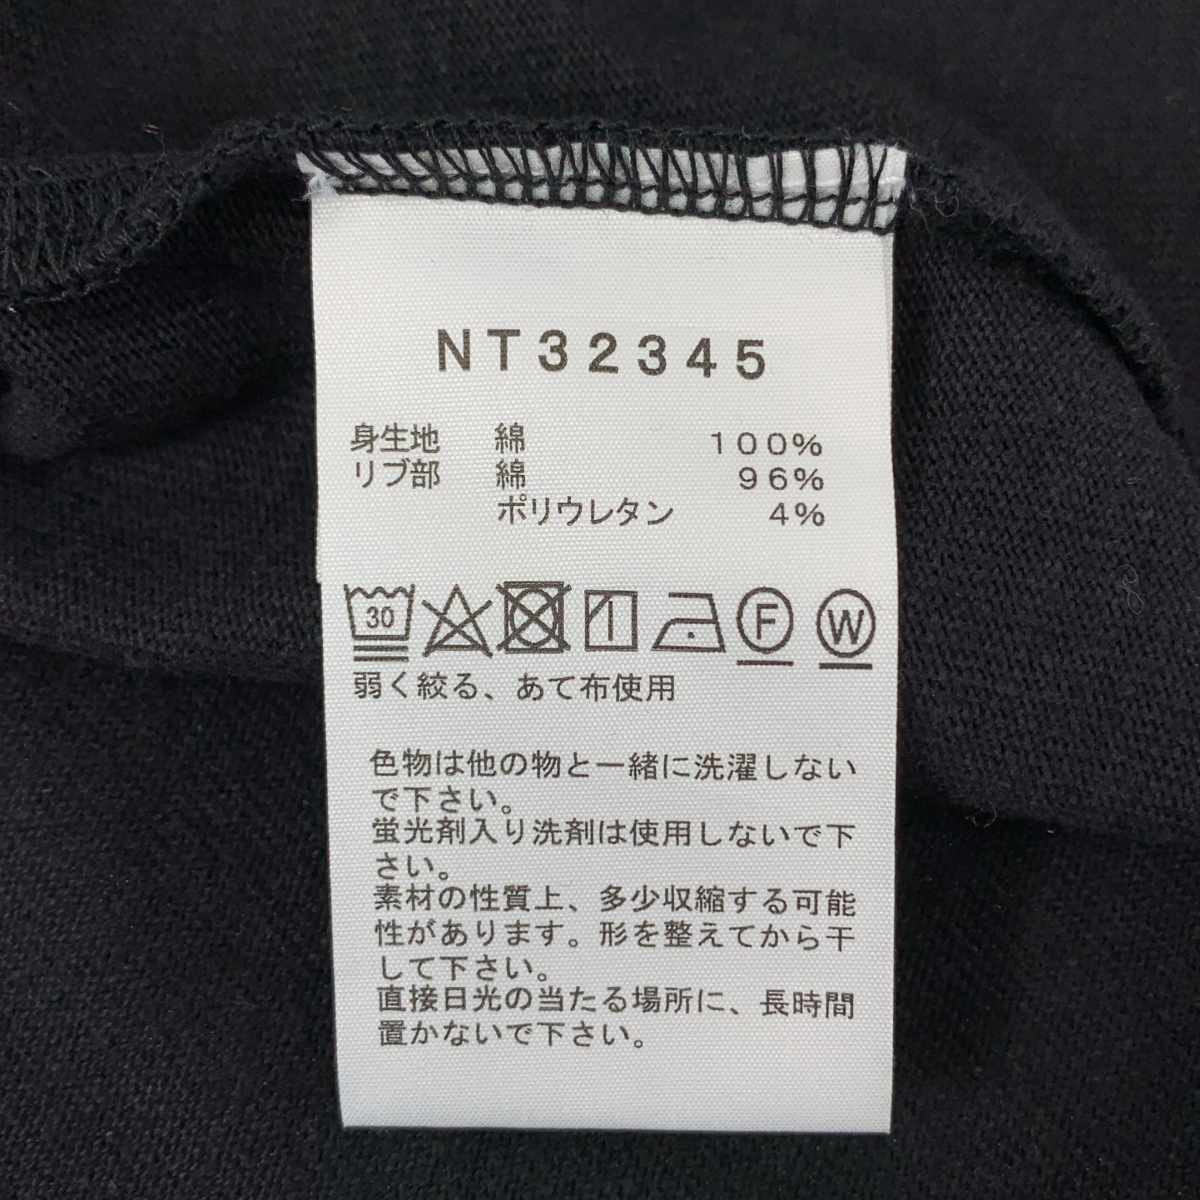 NT32345
身生地 綿 100%
リブ部 綿 96%
ポリウレタン 4%
30 F W
弱く絞る、あて布使用
色物は他の物と一緒に洗濯しない
で下さい。
蛍光剤入り洗剤は使用しないで下
さい。
素材の性質上、多少収縮する可能
性があります。形を整えてから干
して下さい。
直接日光の当たる場所に、長時間
置かないで下さい。